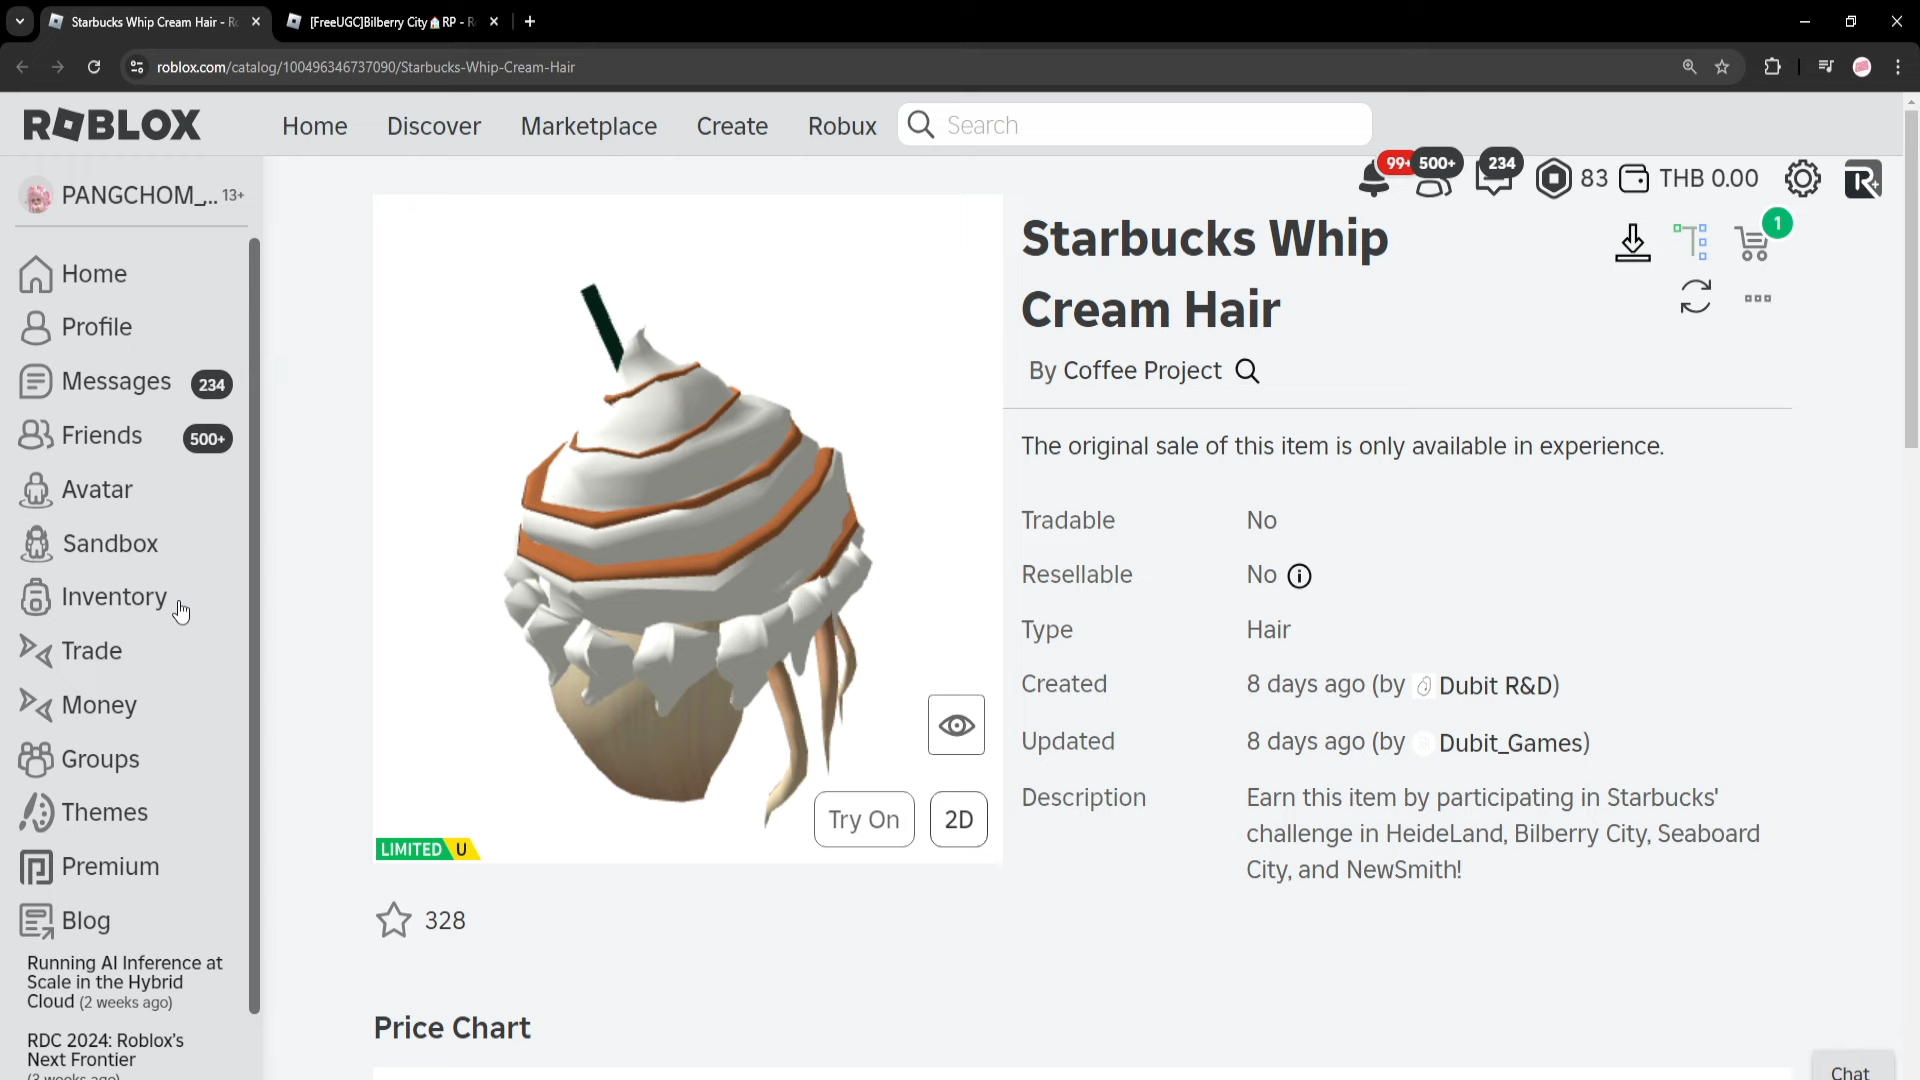 Starbucks Whip Cream Hair - Ro
[FreeUGC]Bilberry City🏠RP - R
roblox.com/catalog/100496346737090/Starbucks-Whip-Cream-Hair
ROBLOX
Home
Discover
Marketplace
Create
Robux
Search
99+
500+
234
83
THB 0.00
PANGCHOM_... 13+
Home
Profile
Messages 234
Friends 500+
Avatar
Sandbox
Inventory
Trade
Money
Groups
Themes
Premium
Blog
Running AI Inference at
Scale in the Hybrid
Cloud (2 weeks ago)
RDC 2024: Roblox's
Next Frontier
(3 weeks ago)
Try On
2D
LIMITED U
328
Price Chart
Starbucks Whip
Cream Hair
1
By Coffee Project
The original sale of this item is only available in experience.
Tradable No
Resellable No
Type Hair
Created 8 days ago (by Dubit R&D)
Updated 8 days ago (by Dubit_Games)
Description Earn this item by participating in Starbucks'
challenge in HeideLand, Bilberry City, Seaboard
City, and NewSmith!
Chat